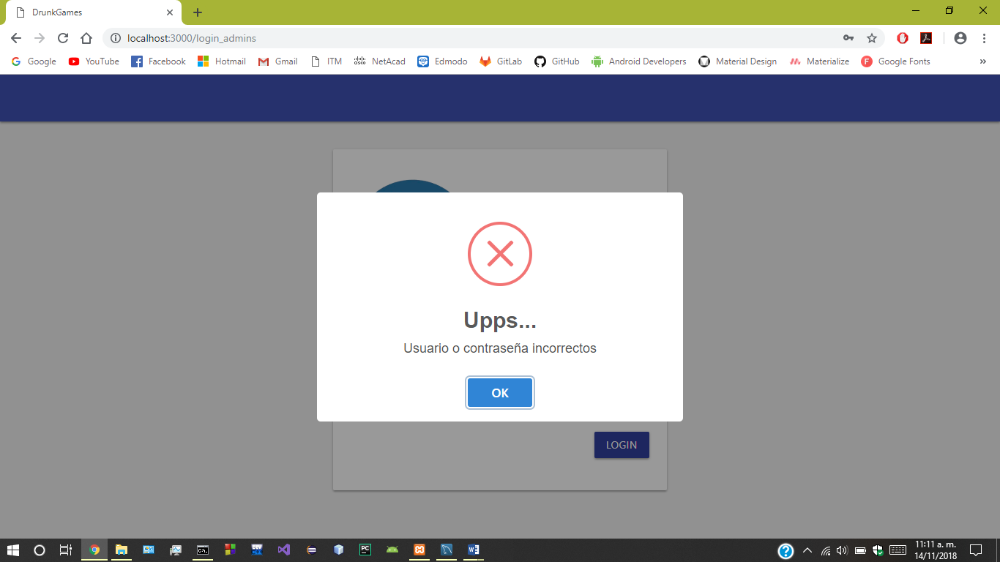 DrunkGames
localhost:3000/login_admins
Google YouTube Facebook Hotmail Gmail ITM NetAcad Edmodo GitLab GitHub Android Developers Material Design Materialize Google Fonts »
Upps...
Usuario o contraseña incorrectos
OK
LOGIN
11:11 a. m.
14/11/2018